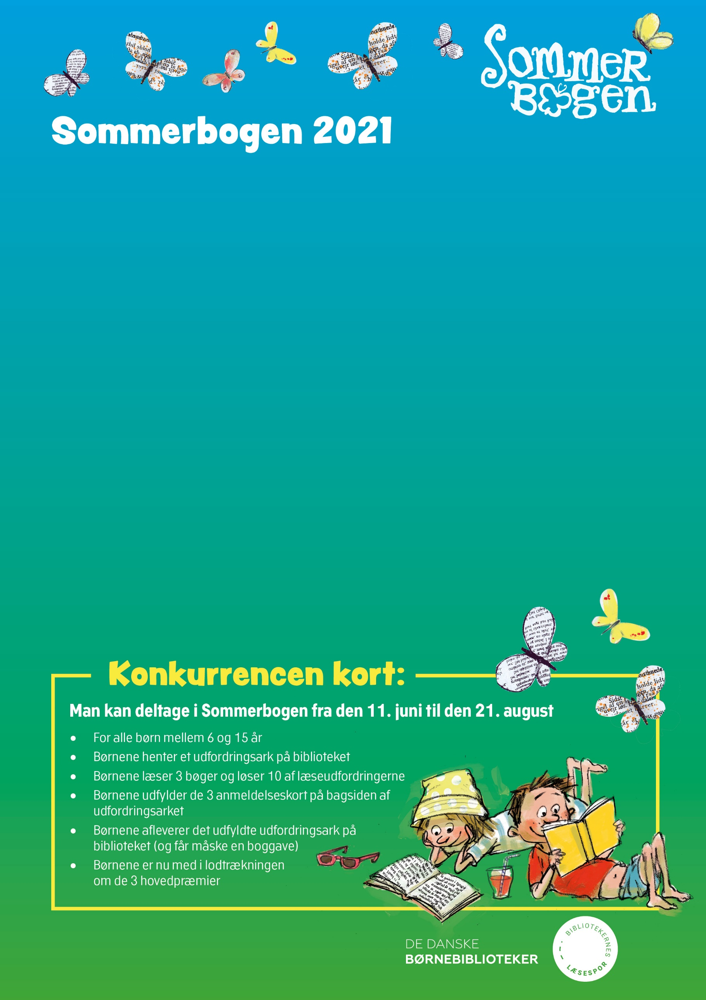 Sommer
Bogen
Sommerbogen 2021
Konkurrencen kort:
Man kan deltage i Sommerbogen fra den 11. juni til den 21. august
• For alle børn mellem 6 og 15 år
• Børnene henter et udfordringsark på biblioteket
• Børnene læser 3 bøger og løser 10 af læseudfordringerne
• Børnene udfylder de 3 anmeldelseskort på bagsiden af
udfordringsarket
• Børnene afleverer det udfyldte udfordringsark på
biblioteket (og får måske en boggave)
• Børnene er nu med i lodtrækningen
om de 3 hovedpræmier
DE DANSKE
BØRNEBIBLIOTEKER
BIBLIOTEKERNES
LÆSESPOR